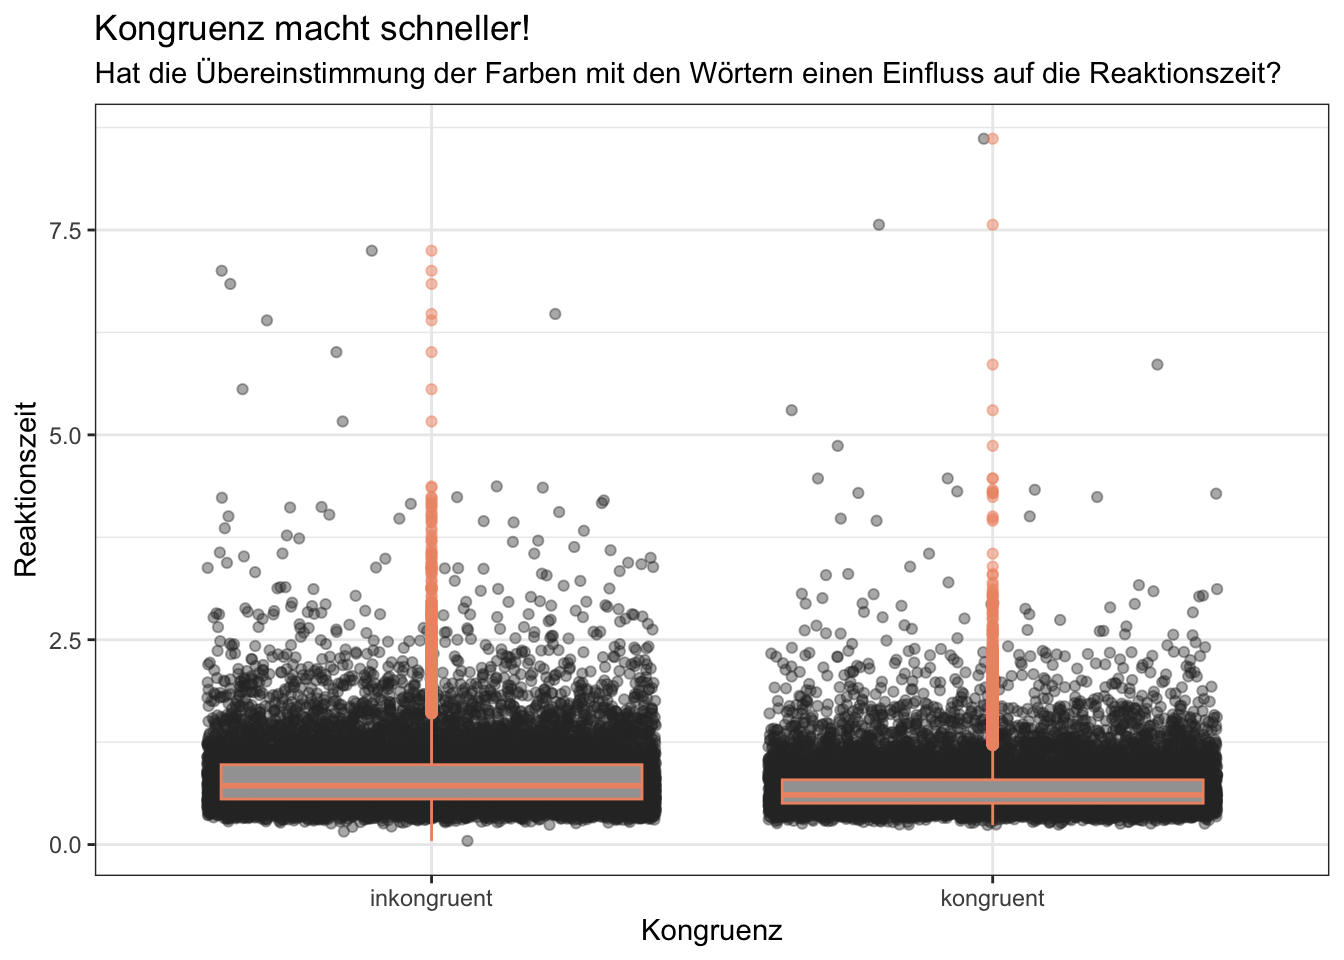 Kongruenz macht schneller!
Hat die Übereinstimmung der Farben mit den Wörtern einen Einfluss auf die Reaktionszeit?
Reaktionszeit
7.5
5.0
2.5
0.0
inkongruent
kongruent
Kongruenz